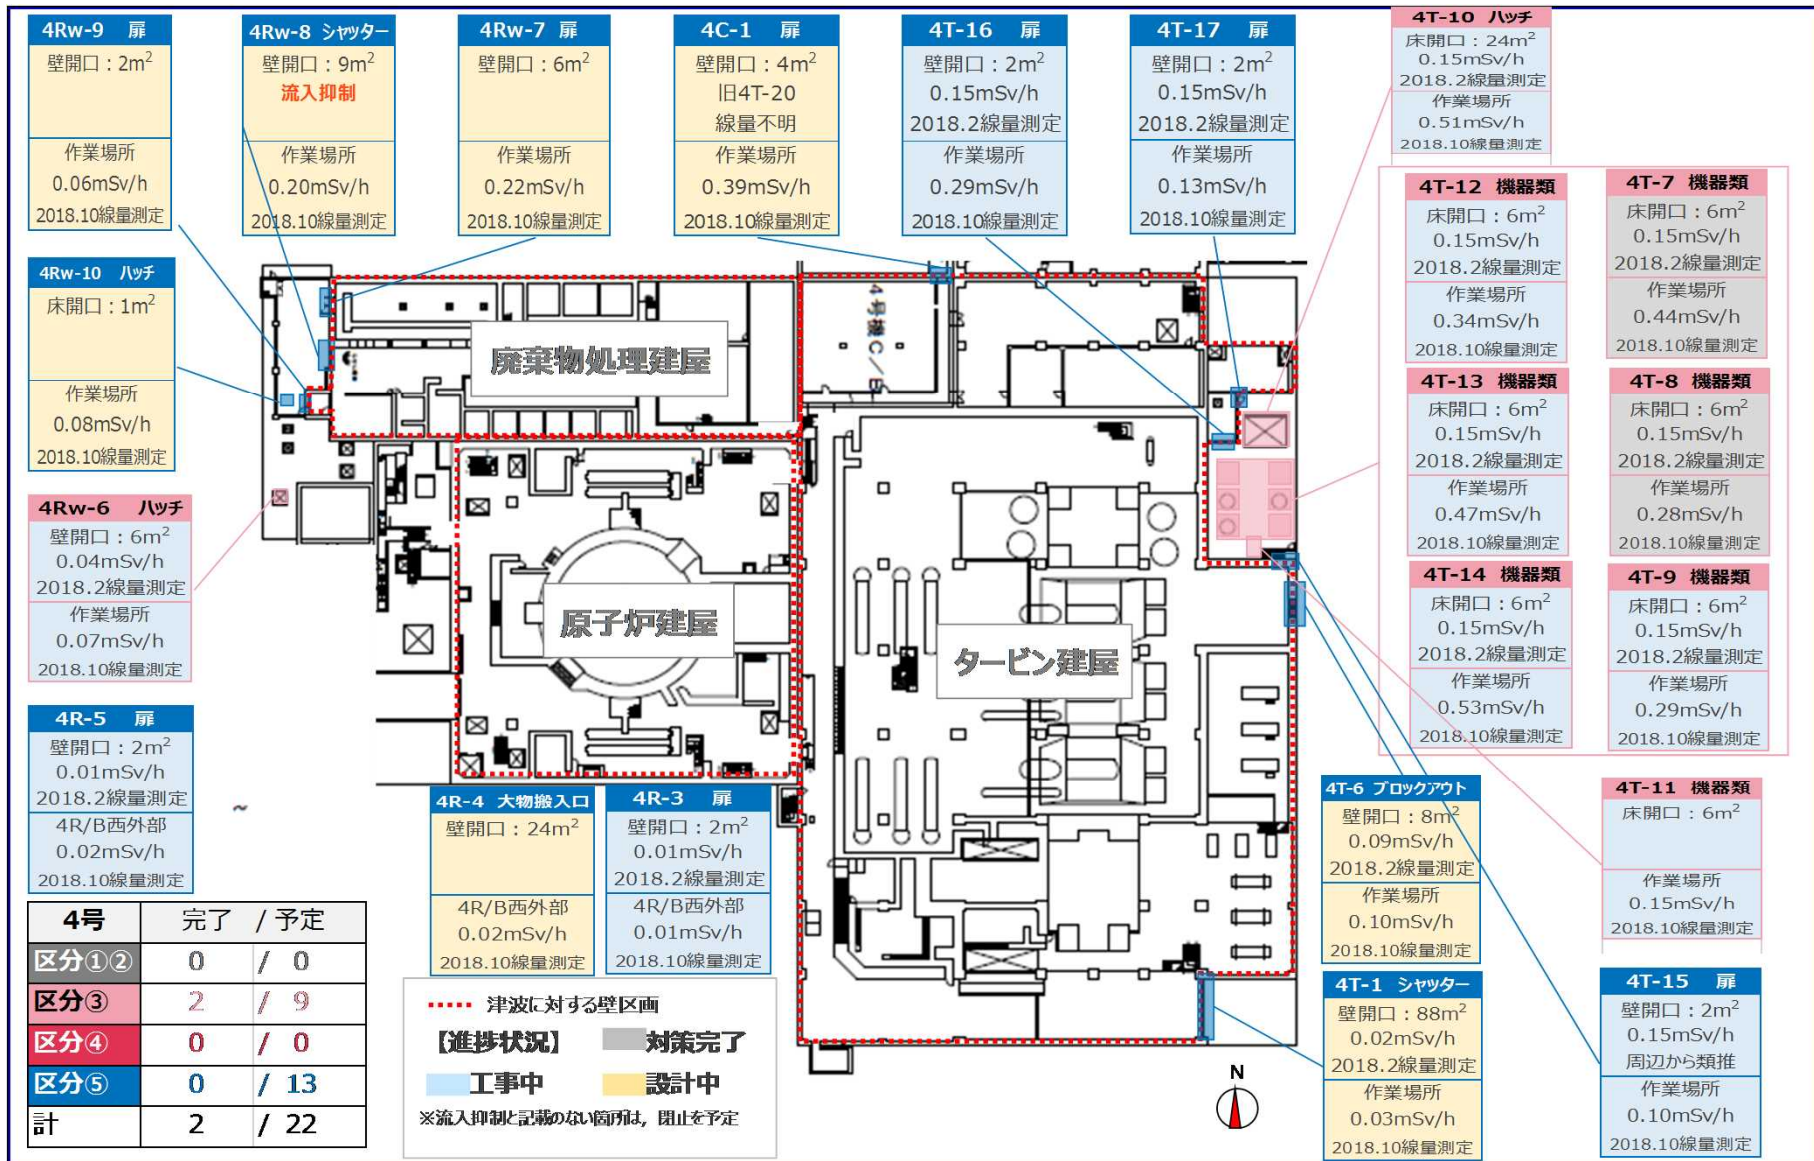 4Rw-9 扉
壁開口：2m²
作業場所
0.06mSv/h
2018.10線量測定
4Rw-8 シャッター
壁開口：9m²
流入抑制
作業場所
0.20mSv/h
2018.10線量測定
4Rw-7 扉
壁開口：6m²
作業場所
0.22mSv/h
2018.10線量測定
4C-1 扉
壁開口：4m²
旧4T-20
線量不明
作業場所
0.39mSv/h
2018.10線量測定
4T-16 扉
壁開口：2m²
0.15mSv/h
2018.2線量測定
作業場所
0.29mSv/h
2018.10線量測定
4T-17 扉
壁開口：2m²
0.15mSv/h
2018.2線量測定
作業場所
0.13mSv/h
2018.10線量測定
4T-10 ハッチ
床開口：24m²
0.15mSv/h
2018.2線量測定
作業場所
0.51mSv/h
2018.10線量測定
4T-12 機器類
床開口：6m²
0.15mSv/h
2018.2線量測定
作業場所
0.34mSv/h
2018.10線量測定
4T-7 機器類
床開口：6m²
0.15mSv/h
2018.2線量測定
作業場所
0.44mSv/h
2018.10線量測定
4T-13 機器類
床開口：6m²
0.15mSv/h
2018.2線量測定
作業場所
0.47mSv/h
2018.10線量測定
4T-8 機器類
床開口：6m²
0.15mSv/h
2018.2線量測定
作業場所
0.28mSv/h
2018.10線量測定
4T-14 機器類
床開口：6m²
0.15mSv/h
2018.2線量測定
作業場所
0.53mSv/h
2018.10線量測定
4T-9 機器類
床開口：6m²
0.15mSv/h
2018.2線量測定
作業場所
0.29mSv/h
2018.10線量測定
4Rw-10 ハッチ
床開口：1m²
作業場所
0.08mSv/h
2018.10線量測定
4Rw-6 ハッチ
壁開口：6m²
0.04mSv/h
2018.2線量測定
作業場所
0.07mSv/h
2018.10線量測定
4R-5 扉
壁開口：2m²
0.01mSv/h
2018.2線量測定
4R/B西外部
0.02mSv/h
2018.10線量測定
~
廃棄物処理建屋
4号機C/B
原子炉建屋
タービン建屋
4R-4 大物搬入口
壁開口：24m²
4R/B西外部
0.02mSv/h
2018.10線量測定
4R-3 扉
壁開口：2m²
0.01mSv/h
2018.2線量測定
4R/B西外部
0.01mSv/h
2018.10線量測定
4T-6 ブロックアウト
壁開口：8m²
0.09mSv/h
2018.2線量測定
作業場所
0.10mSv/h
2018.10線量測定
4T-11 機器類
床開口：6m²
作業場所
0.15mSv/h
2018.10線量測定
4T-1 シャッター
壁開口：88m²
0.02mSv/h
2018.2線量測定
作業場所
0.03mSv/h
2018.10線量測定
4T-15 扉
壁開口：2m²
0.15mSv/h
周辺から類推
作業場所
0.10mSv/h
2018.10線量測定
4号 完了 / 予定
区分①② 0 / 0
区分③ 2 / 9
区分④ 0 / 0
区分⑤ 0 / 13
計 2 / 22
津波に対する壁区画
【進捗状況】 対策完了
工事中 設計中
※流入抑制と記載のない箇所は，閉止を予定
N